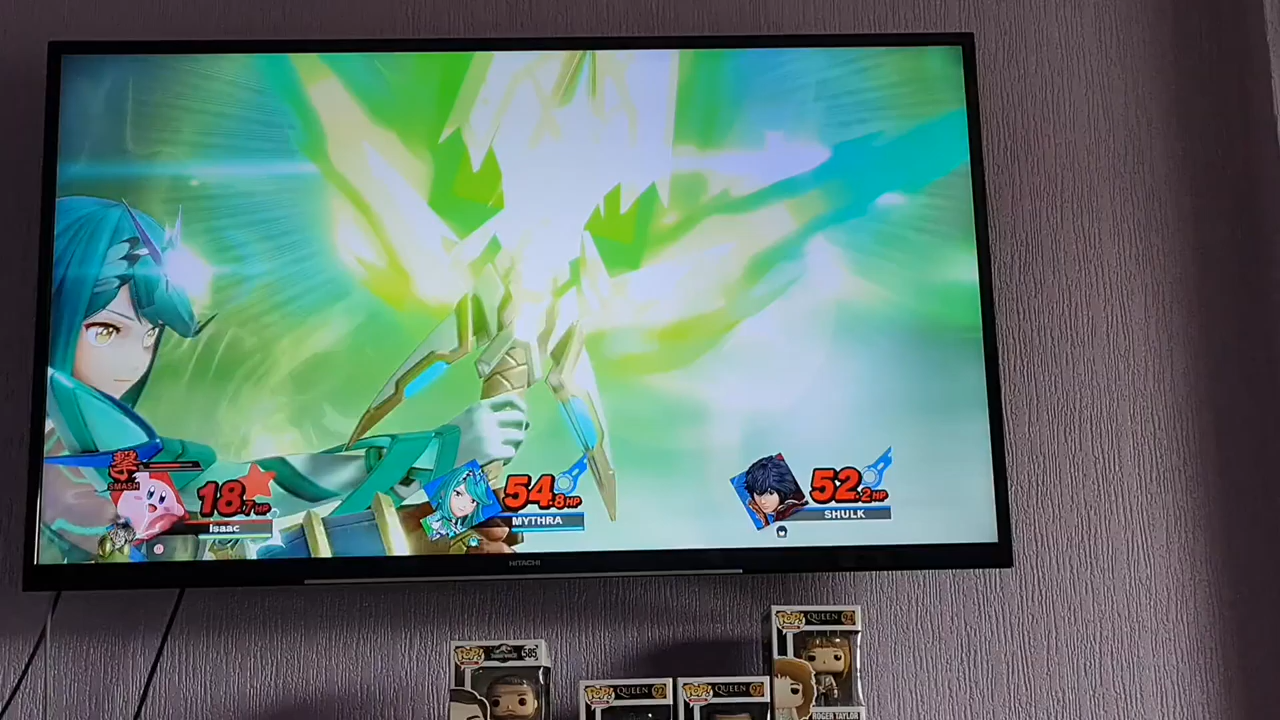 撃
SMASH
18.7HP
Isaac
54.8HP
MYTHRA
52.2HP
SHULK
HITACHI
POP!
585
POP!
QUEEN
92
POP!
QUEEN
97
POP!
QUEEN
94
ROGER TAYLOR